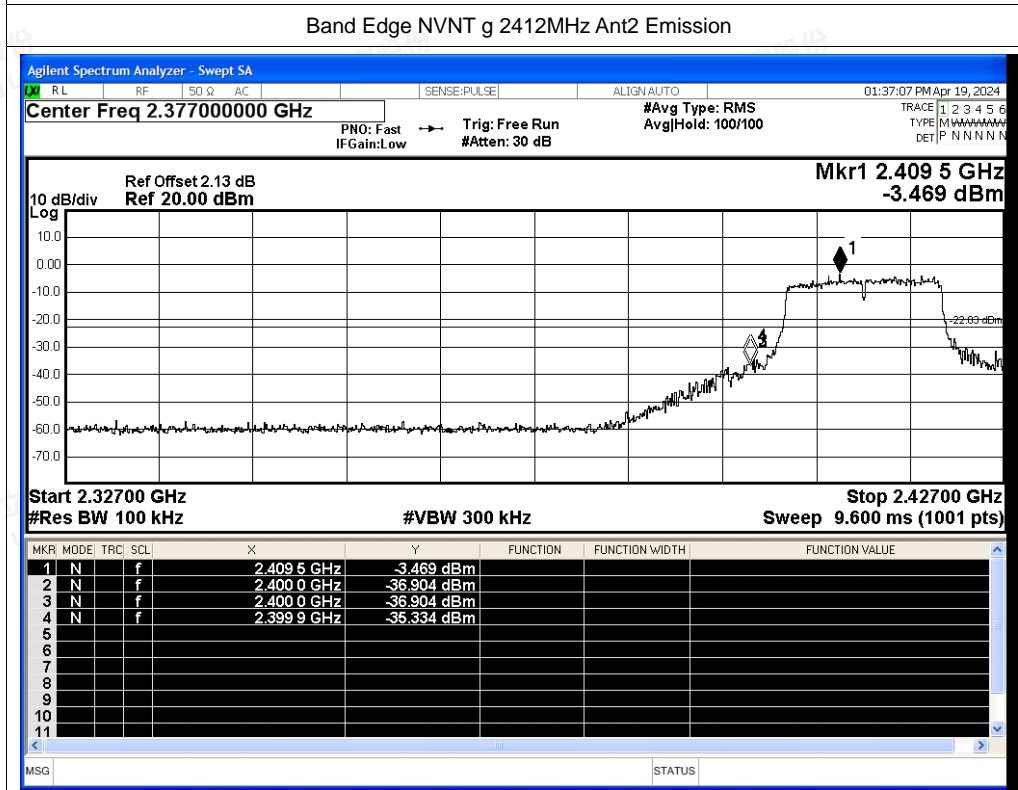 Band Edge NVNT g 2412MHz Ant2 Emission
Agilent Spectrum Analyzer - Swept SA
LXI RL RF 50 Ω AC SENSE:PULSE ALIGN AUTO 01:37:07 PM Apr 19, 2024
Center Freq 2.377000000 GHz #Avg Type: RMS TRACE 1 2 3 4 5 6
PNO: Fast Trig: Free Run Avg|Hold: 100/100 TYPE M
IFGain:Low #Atten: 30 dB DET P N N N N N
Mkr1 2.409 5 GHz
Ref Offset 2.13 dB
10 dB/div Ref 20.00 dBm -3.469 dBm
Log
10.0
1
0.00
-10.0
-20.0
-22.03 dBm
-30.0
-40.0
-50.0
-60.0
-70.0
Start 2.32700 GHz Stop 2.42700 GHz
#Res BW 100 kHz #VBW 300 kHz Sweep 9.600 ms (1001 pts)
MKR MODE TRC SCL X Y FUNCTION FUNCTION WIDTH FUNCTION VALUE
1 N f 2.409 5 GHz -3.469 dBm
2 N f 2.400 0 GHz -36.904 dBm
3 N f 2.400 0 GHz -36.904 dBm
4 N f 2.399 9 GHz -35.334 dBm
5
6
7
8
9
10
11
MSG STATUS